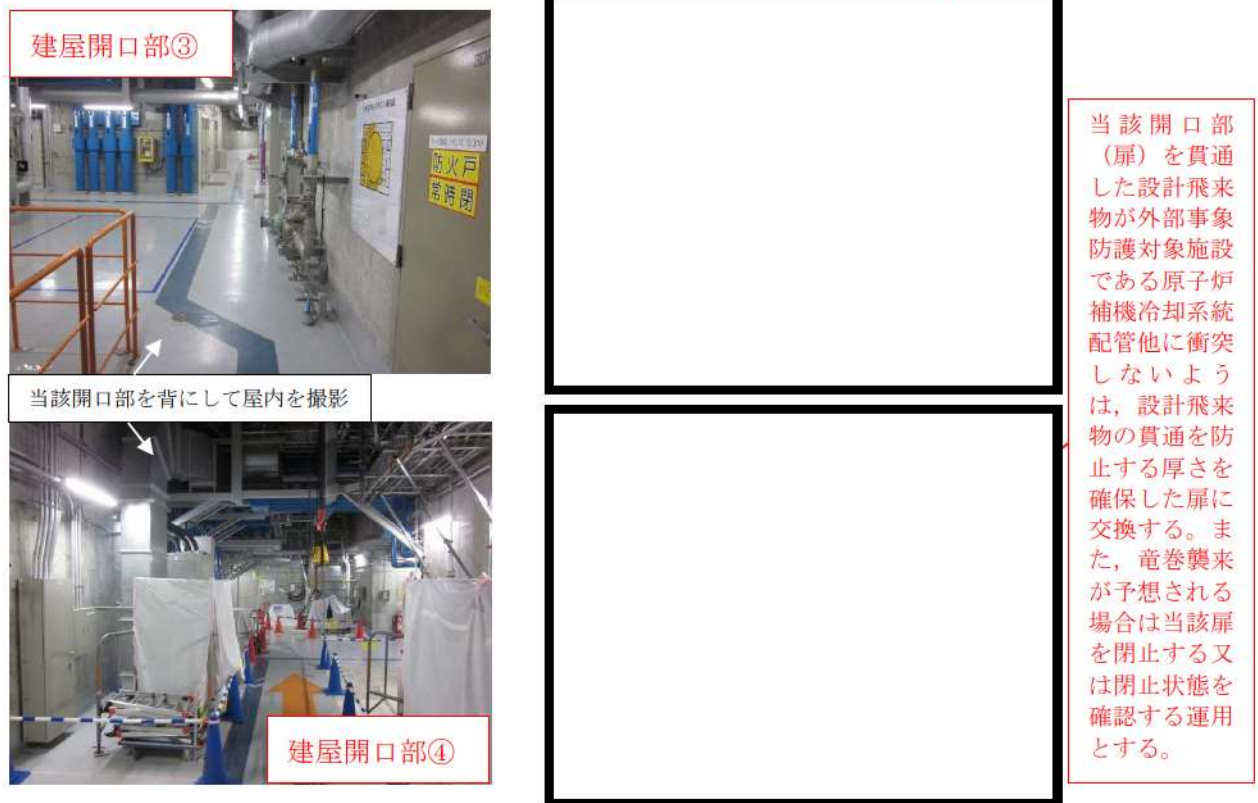 建屋開口部③
防火戸
常時閉
当該開口部を背にして屋内を撮影
建屋開口部④
当該開口部
（扉）を貫通
した設計飛来
物が外部事象
防護対象施設
である原子炉
補機冷却系統
配管他に衝突
しないよう
は，設計飛来
物の貫通を防
止する厚さを
確保した扉に
交換する。ま
た，竜巻襲来
が予想される
場合は当該扉
を閉止する又
は閉止状態を
確認する運用
とする。